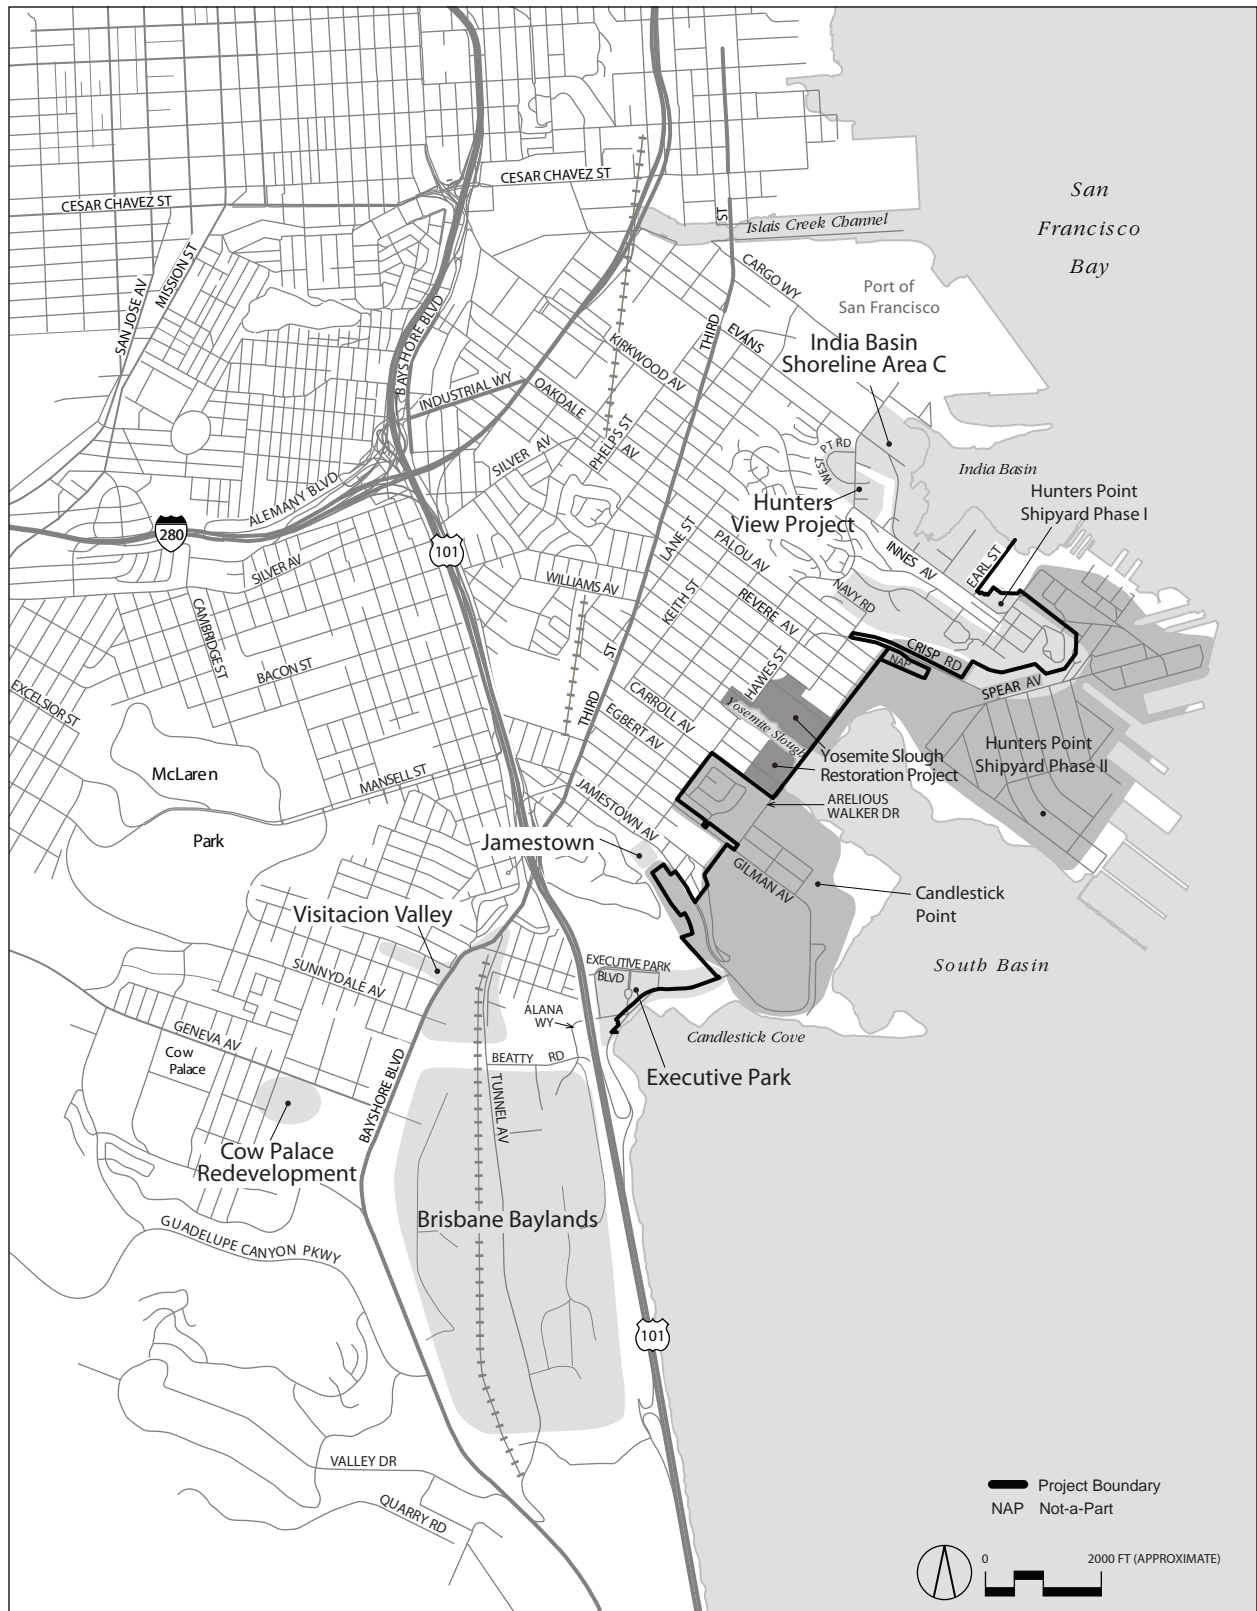 CESAR CHAVEZ ST
CESAR CHAVEZ ST
San
Francisco
Bay
ST
Islais Creek Channel
MISSION ST
SAN JOSE AV
CARGO WY
Port of
San Francisco
BAYSHORE BLVD
THIRD
EVANS
India Basin
Shoreline Area C
KIRKWOOD AV
INDUSTRIAL WY
OAKDALE
AV
PHELPS ST
SILVER AV
PT RD
WEST
India Basin
ALEMANY BLVD
Hunters Point
Shipyard Phase I
Hunters
View Project
280
101
LANE ST
PALOU AV
INNES AV
EARL ST
SILVER AV
WILLIAMS AV
KEITH ST
REVERE AV
NAVY RD
CAMBRIDGE ST
BACON ST
ST
HAWES ST
CRISP RD
NAP
SPEAR AV
EXCELSIOR ST
CARROLL AV
THIRD
EGBERT AV
Yosemite Slough
Hunters Point
Shipyard Phase II
Yosemite Slough
Restoration Project
McLaren
MANSELL ST
JAMESTOWN AV
ARELIOUS
WALKER DR
Park
Jamestown
GILMAN AV
Candlestick
Point
Visitacion Valley
SUNNYDALE AV
EXECUTIVE PARK
BLVD
South Basin
ALANA
WY
GENEVA AV
Candlestick Cove
Cow
Palace
BEATTY RD
Executive Park
BAYSHORE BLVD
TUNNEL AV
Cow Palace
Redevelopment
Brisbane Baylands
GUADELUPE CANYON PKWY
101
VALLEY DR
QUARRY RD
Project Boundary
NAP Not-a-Part
0 2000 FT (APPROXIMATE)